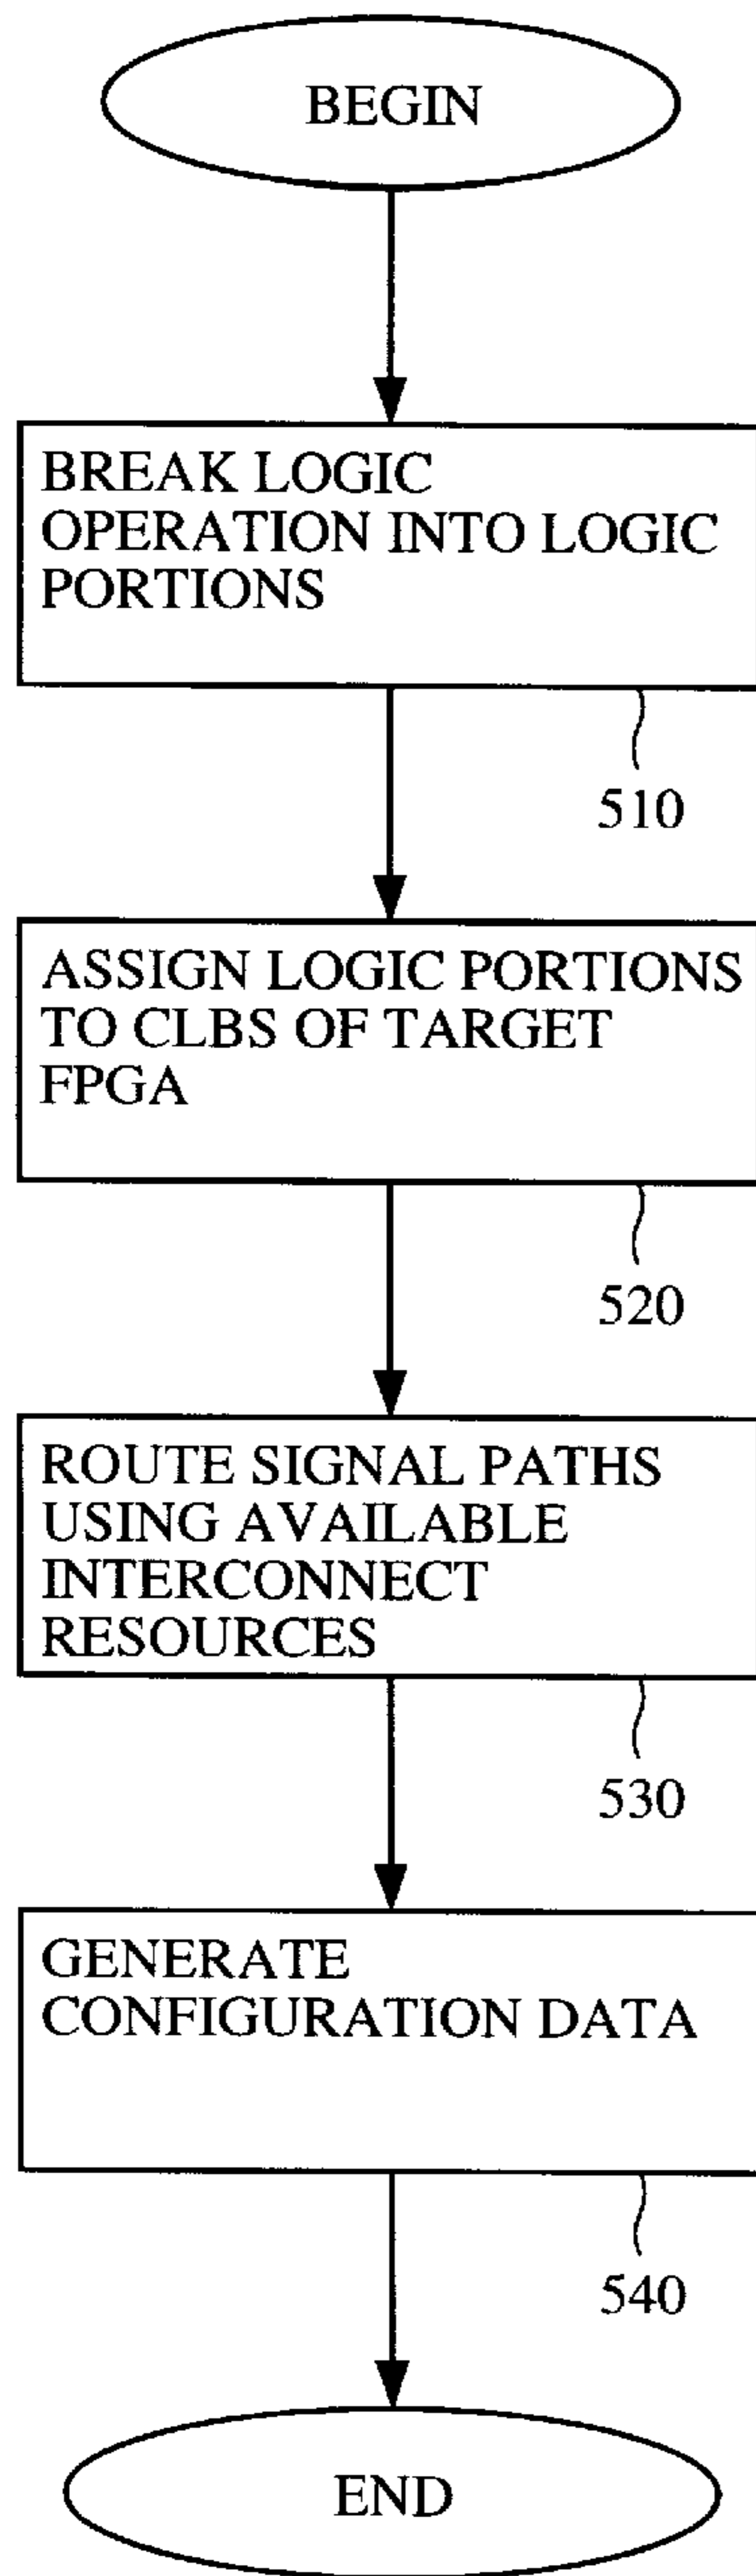 BEGIN
BREAK LOGIC
OPERATION INTO LOGIC
PORTIONS
510
ASSIGN LOGIC PORTIONS
TO CLBS OF TARGET
FPGA
520
ROUTE SIGNAL PATHS
USING AVAILABLE
INTERCONNECT
RESOURCES
530
GENERATE
CONFIGURATION DATA
540
END